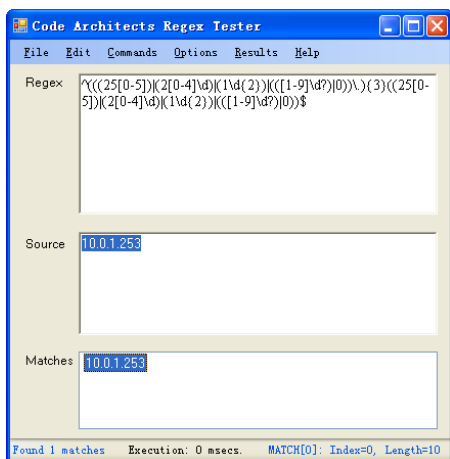 Code Architects Regex Tester
File Edit Commands Options Results Help
Regex
^(((25[0-5])|(2[0-4]\d)|(1\d{2})|(([1-9]\d?)|0))\.){3}((25[0-
5])|(2[0-4]\d)|(1\d{2})|(([1-9]\d?)|0))$
Source
10.0.1.253
Matches
10.0.1.253
Found 1 matches Execution: 0 msecs. MATCH[0]: Index=0, Length=10